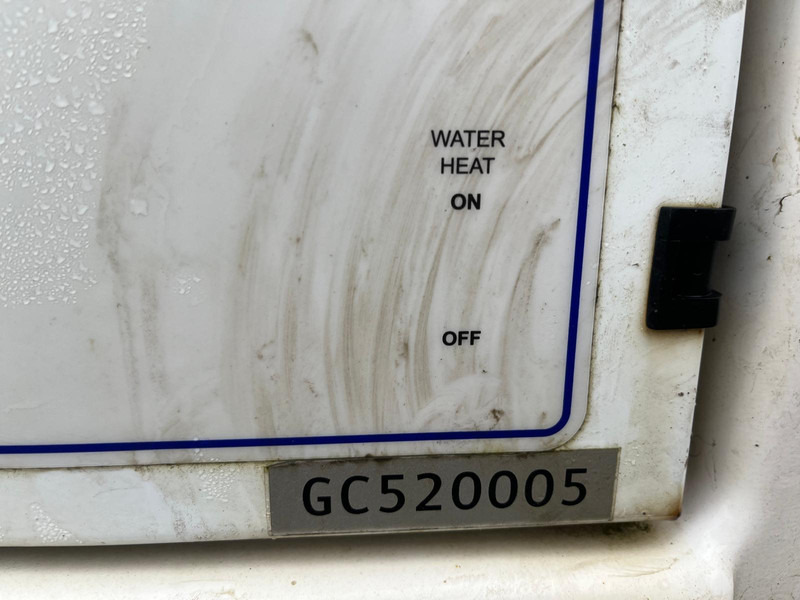 WATER
HEAT
ON
OFF
GC520005